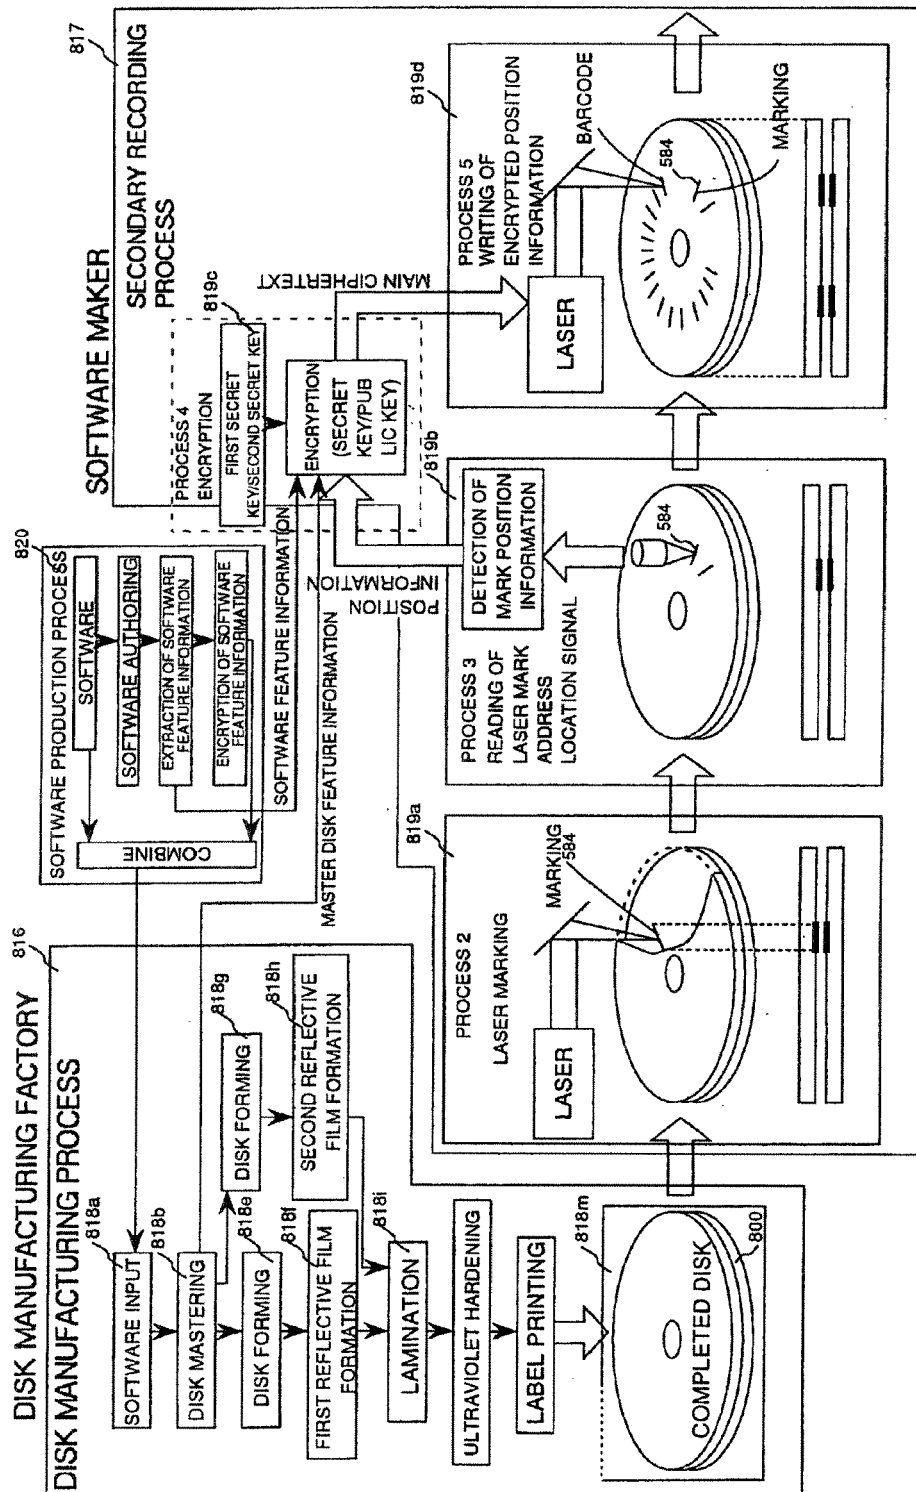 DISK MANUFACTURING FACTORY
DISK MANUFACTURING PROCESS
816
818a
SOFTWARE INPUT
818b
DISK MASTERING
818g
DISK FORMING
818e
DISK FORMING
818h
SECOND REFLECTIVE
FILM FORMATION
818f
FIRST REFLECTIVE FILM
FORMATION
818i
LAMINATION
ULTRAVIOLET HARDENING
LABEL PRINTING
818m
COMPLETED DISK
800
SOFTWARE PRODUCTION PROCESS
820
SOFTWARE
SOFTWARE AUTHORING
EXTRACTION OF SOFTWARE
FEATURE INFORMATION
ENCRYPTION OF SOFTWARE
FEATURE INFORMATION
COMBINE
SOFTWARE FEATURE INFORMATION
MASTER DISK FEATURE INFORMATION
POSITION
INFORMATION
SOFTWARE MAKER
817
SECONDARY RECORDING
PROCESS
PROCESS 4
ENCRYPTION
819c
FIRST SECRET
KEY/SECOND SECRET KEY
ENCRYPTION
(SECRET
KEY/PUB
LIC KEY)
MAIN CIPHERTEXT
819a
PROCESS 2
LASER MARKING
LASER
MARKING
584
819b
PROCESS 3
READING OF
LASER MARK
ADDRESS
LOCATION SIGNAL
DETECTION OF
MARK POSITION
INFORMATION
584
819d
PROCESS 5
WRITING OF
ENCRYPTED POSITION
INFORMATION
LASER
BARCODE
584
MARKING